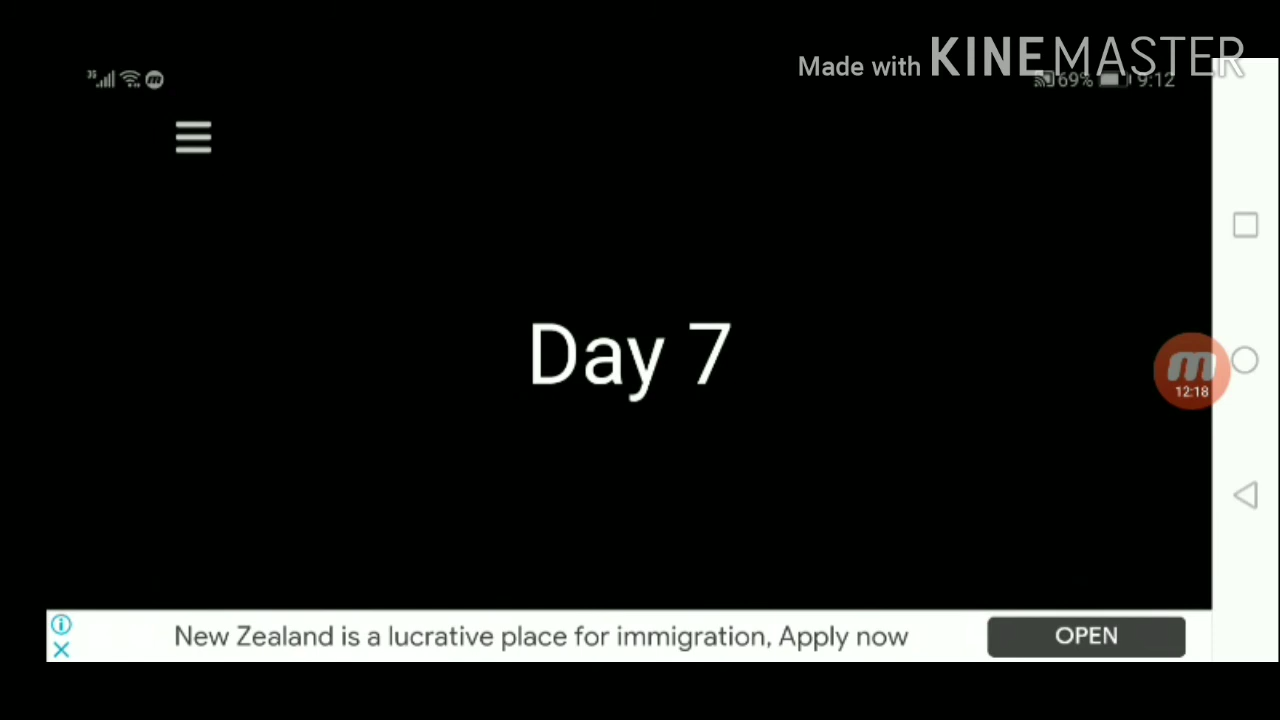 Made with KINEMASTER
3G 69% 9:12
Day 7
m
12:18
New Zealand is a lucrative place for immigration, Apply now
OPEN